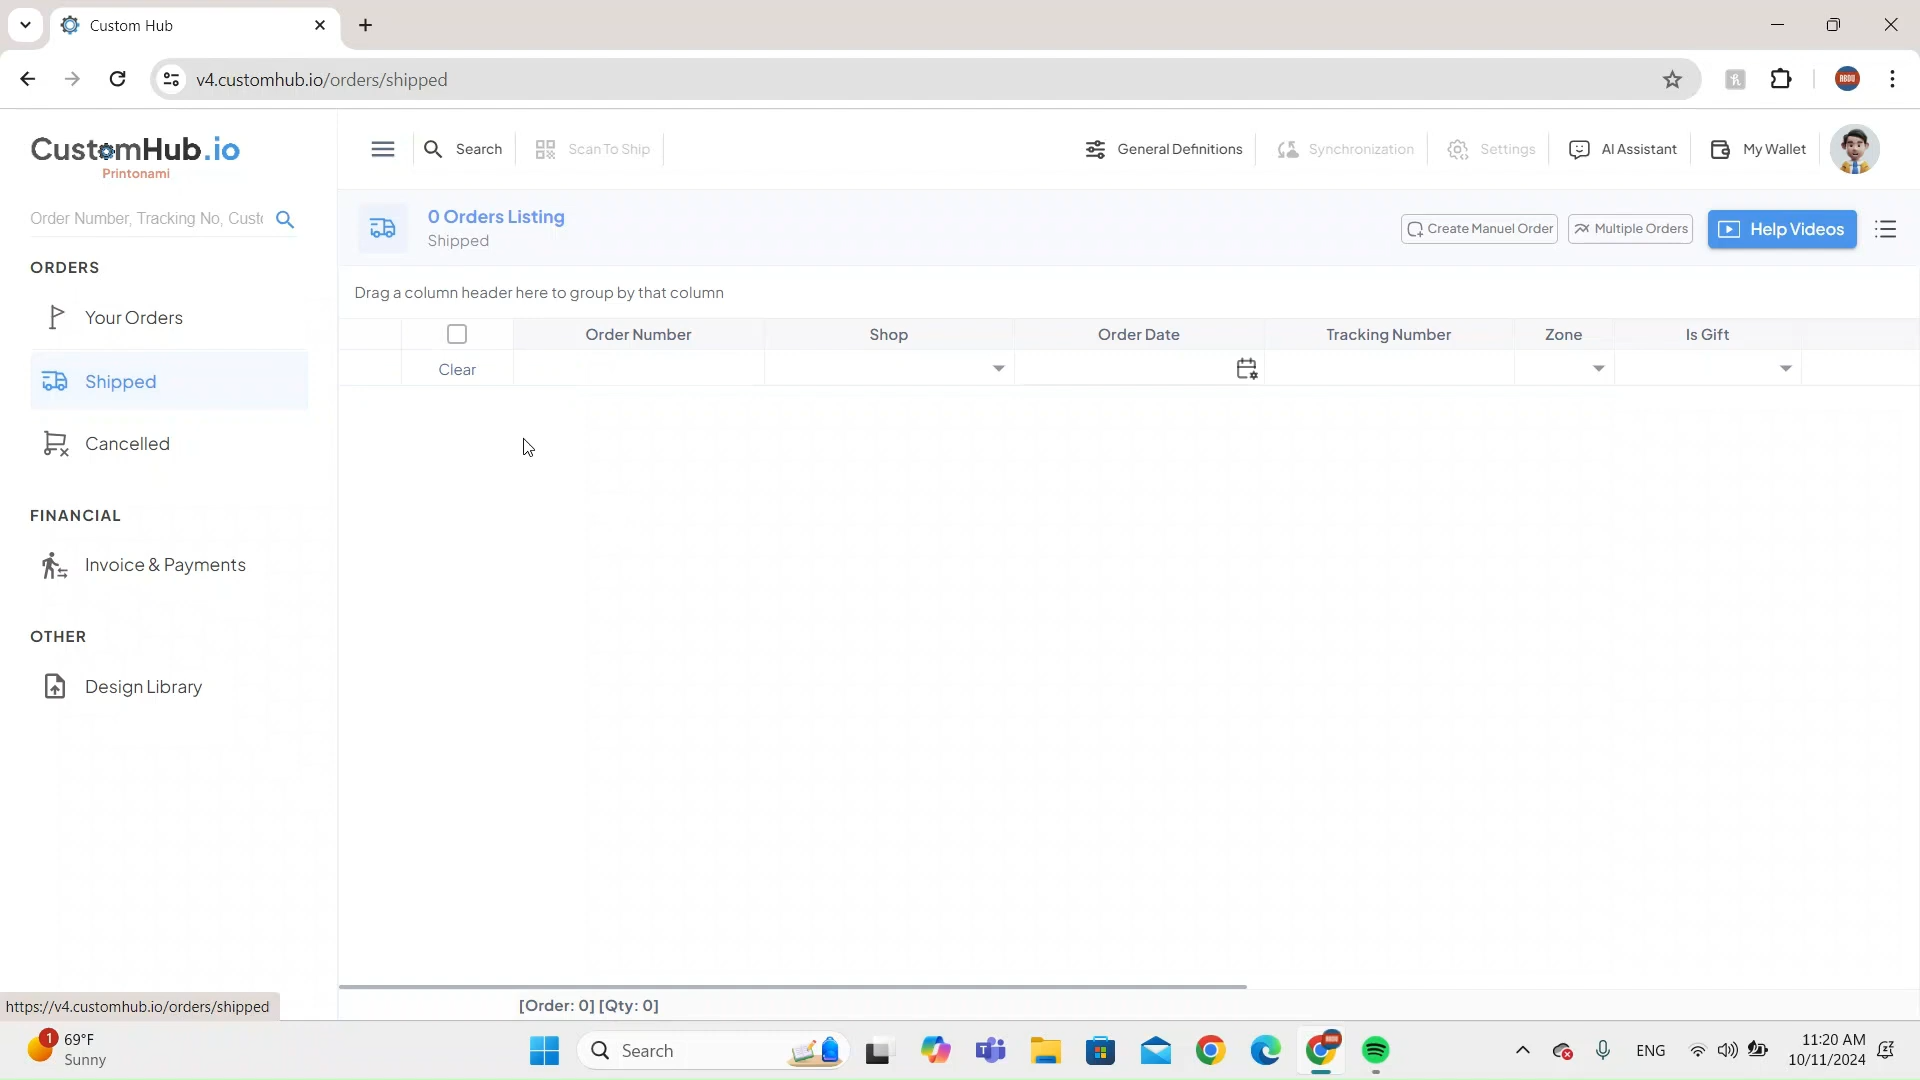 Custom Hub
v4.customhub.io/orders/shipped
CustomHub.io
Printonami
Search
Scan To Ship
General Definitions
Synchronization
Settings
AI Assistant
My Wallet
Order Number, Tracking No, Custo
0 Orders Listing
Shipped
Create Manuel Order
Multiple Orders
Help Videos
ORDERS
Your Orders
Shipped
Cancelled
FINANCIAL
Invoice & Payments
OTHER
Design Library
Drag a column header here to group by that column
Order Number
Shop
Order Date
Tracking Number
Zone
Is Gift
Clear
[Order: 0] [Qty: 0]
https://v4.customhub.io/orders/shipped
1
69°F
Sunny
Search
ENG
11:20 AM
10/11/2024